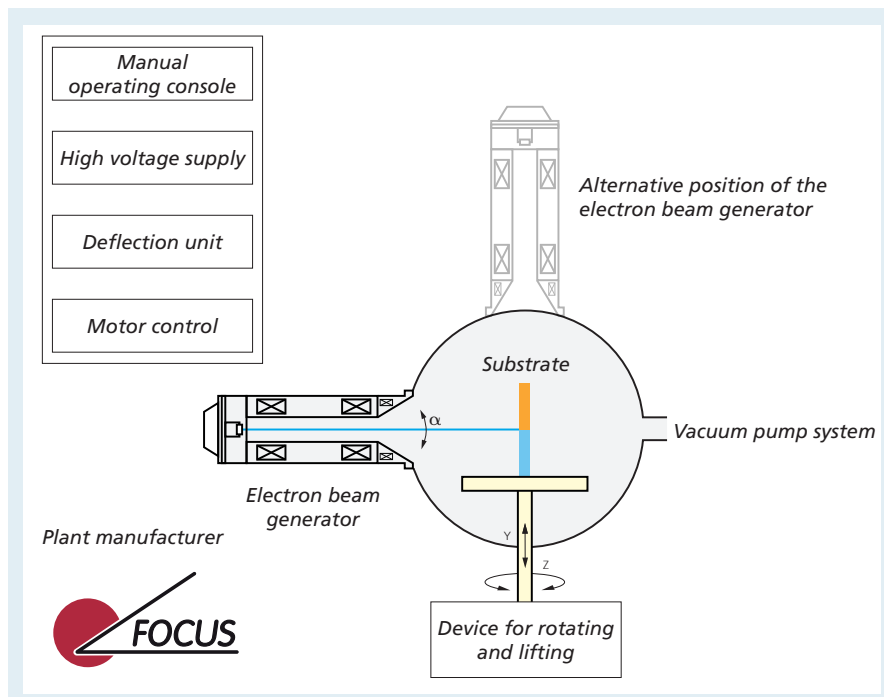 Manual
operating console
High voltage supply
Deflection unit
Motor control
Alternative position of the
electron beam generator
Substrate
α
Vacuum pump system
Electron beam
generator
Y
Z
Device for rotating
and lifting
Plant manufacturer
FOCUS